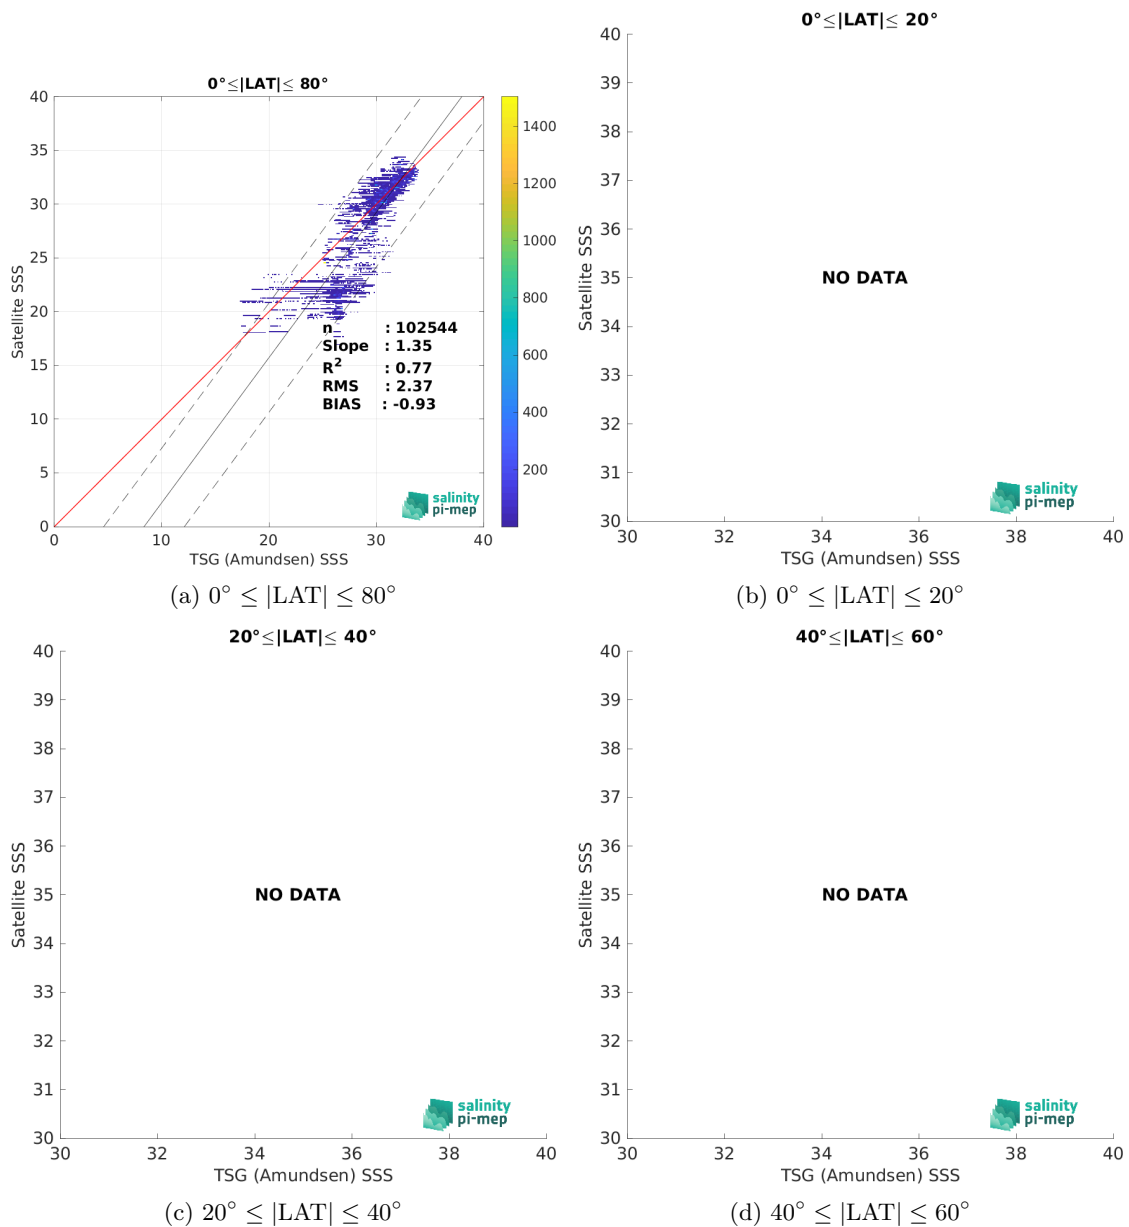 0°≤|LAT|≤ 80°
40
35
30
25
20
15
10
5
0
0
10
20
30
40
Satellite SSS
TSG (Amundsen) SSS
1400
1200
1000
800
600
400
200
n : 102544
Slope : 1.35
R² : 0.77
RMS : 2.37
BIAS : -0.93
salinity
pi-mep
(a) 0° ≤ |LAT| ≤ 80°
0°≤|LAT|≤ 20°
40
39
38
37
36
35
34
33
32
31
30
30
32
34
36
38
40
Satellite SSS
TSG (Amundsen) SSS
NO DATA
salinity
pi-mep
(b) 0° ≤ |LAT| ≤ 20°
20°≤|LAT|≤ 40°
40
39
38
37
36
35
34
33
32
31
30
30
32
34
36
38
40
Satellite SSS
TSG (Amundsen) SSS
NO DATA
salinity
pi-mep
(c) 20° ≤ |LAT| ≤ 40°
40°≤|LAT|≤ 60°
40
39
38
37
36
35
34
33
32
31
30
30
32
34
36
38
40
Satellite SSS
TSG (Amundsen) SSS
NO DATA
salinity
pi-mep
(d) 40° ≤ |LAT| ≤ 60°